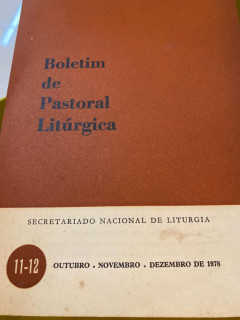 Boletim
de
Pastoral
Litúrgica
SECRETARIADO NACIONAL DE LITURGIA
11-12
OUTUBRO • NOVEMBRO • DEZEMBRO DE 1978